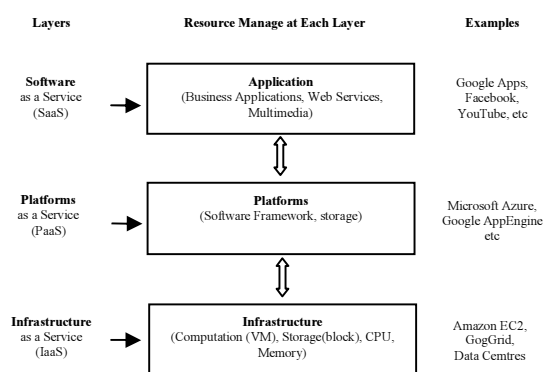 Layers
Resource Manage at Each Layer
Examples
Software
as a Service
(SaaS)
Application
(Business Applications, Web Services,
Multimedia)
Google Apps,
Facebook,
YouTube, etc
Platforms
as a Service
(PaaS)
Platforms
(Software Framework, storage)
Microsoft Azure,
Google AppEngine
etc
Infrastructure
as a Service
(IaaS)
Infrastructure
(Computation (VM), Storage(block), CPU,
Memory)
Amazon EC2,
GogGrid,
Data Cemtres